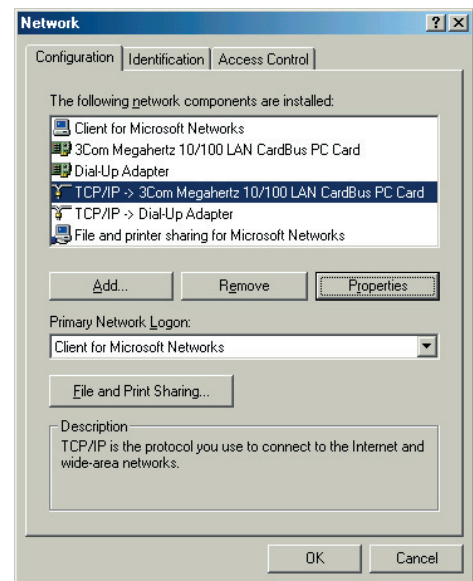 Network
Configuration
Identification
Access Control
The following network components are installed:
Client for Microsoft Networks
3Com Megahertz 10/100 LAN CardBus PC Card
Dial-Up Adapter
TCP/IP -> 3Com Megahertz 10/100 LAN CardBus PC Card
TCP/IP -> Dial-Up Adapter
File and printer sharing for Microsoft Networks
Add...
Remove
Properties
Primary Network Logon:
Client for Microsoft Networks
File and Print Sharing...
Description
TCP/IP is the protocol you use to connect to the Internet and
wide-area networks.
OK
Cancel